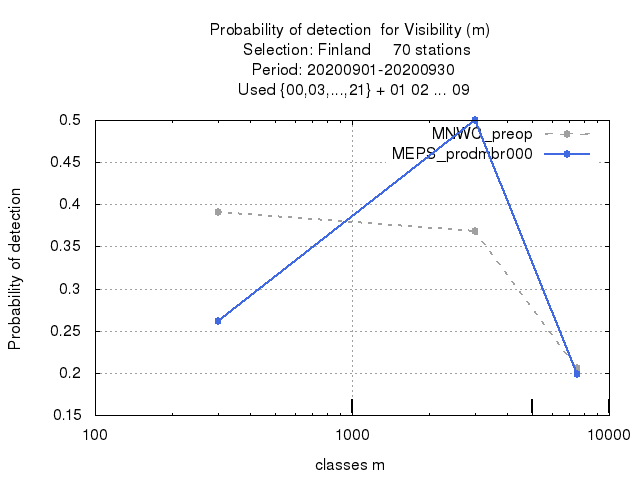 Probability of detection  for Visibility (m)
Selection: Finland     70 stations
Period: 20200901-20200930
Used {00,03,...,21} + 01 02 ... 09
MNWC_preop
MEPS_prodmbr000
0.5
0.45
0.4
0.35
0.3
0.25
0.2
0.15
Probability of detection
100
1000
10000
classes m